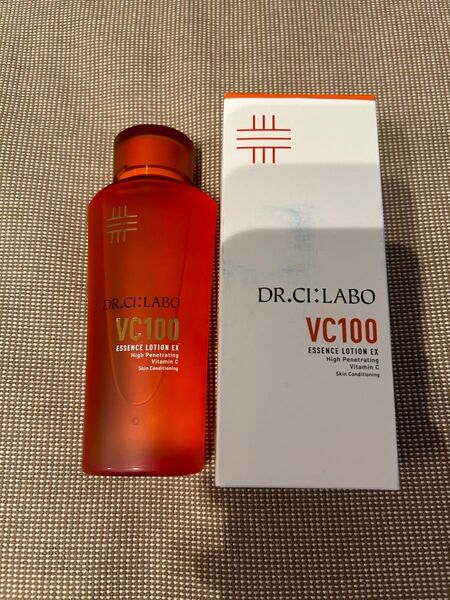 DR.CI:LABO
VC100
ESSENCE LOTION EX
High Penetrating
Vitamin C
Skin Conditioning
DR.CI:LABO
VC100
ESSENCE LOTION EX
High Penetrating
Vitamin C
Skin Conditioning